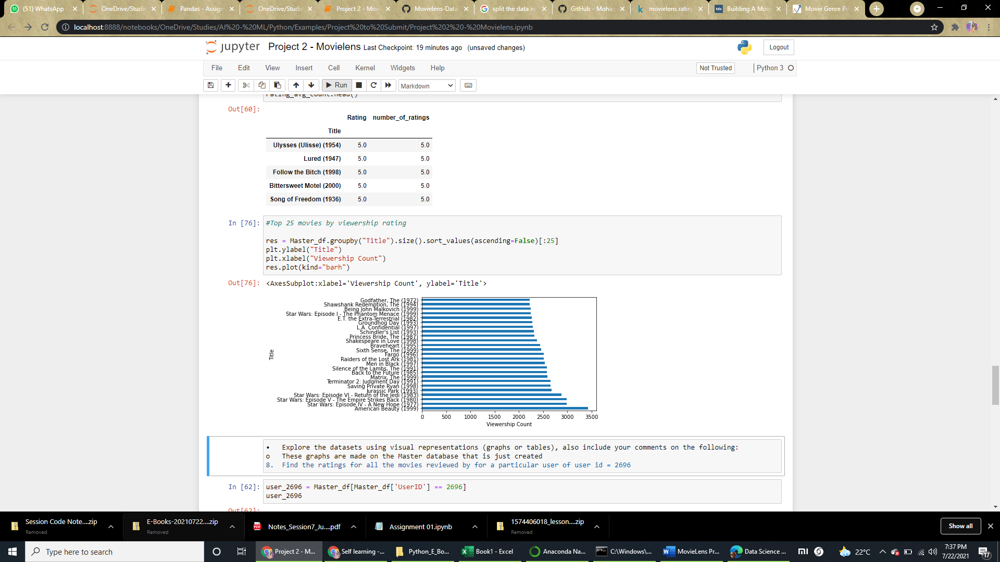 (51) WhatsApp
OneDrive/Studie
Pandas - Assign
OneDrive/Studie
Project 2 - Mov
Movielens-Data
split the data in
GitHub - Mohan
movielens ratin
Building A Mov
Movie Genre Pr
localhost:8888/notebooks/OneDrive/Studies/AI%20-%20ML/Python/Examples/Project%20to%20Submit/Project%202%20-%20Movielens.ipynb
jupyter Project 2 - Movielens Last Checkpoint: 19 minutes ago (unsaved changes)
Logout
File Edit View Insert Cell Kernel Widgets Help
Not Trusted
Python 3
Run
Markdown
rating_avg_count.head()
Out[60]:
Rating number_of_ratings
Title
Ulysses (Ulisse) (1954) 5.0 5.0
Lured (1947) 5.0 5.0
Follow the Bitch (1998) 5.0 5.0
Bittersweet Motel (2000) 5.0 5.0
Song of Freedom (1936) 5.0 5.0
In [76]: #Top 25 movies by viewership rating
res = Master_df.groupby("Title").size().sort_values(ascending=False)[:25]
plt.ylabel("Title")
plt.xlabel("Viewership Count")
res.plot(kind="barh")
Out[76]: <AxesSubplot:xlabel='Viewership Count', ylabel='Title'>
Godfather, The (1972)
Shawshank Redemption, The (1994)
Being John Malkovich (1999)
Star Wars: Episode I - The Phantom Menace (1999)
E.T. the Extra-Terrestrial (1982)
Groundhog Day (1993)
L.A. Confidential (1997)
Schindler's List (1993)
Princess Bride, The (1987)
Shakespeare in Love (1998)
Braveheart (1995)
Sixth Sense, The (1999)
Fargo (1996)
Raiders of the Lost Ark (1981)
Men in Black (1997)
Silence of the Lambs, The (1991)
Back to the Future (1985)
Matrix, The (1999)
Terminator 2: Judgment Day (1991)
Saving Private Ryan (1998)
Jurassic Park (1993)
Star Wars: Episode VI - Return of the Jedi (1983)
Star Wars: Episode V - The Empire Strikes Back (1980)
Star Wars: Episode IV - A New Hope (1977)
American Beauty (1999)
Title
0 500 1000 1500 2000 2500 3000 3500
Viewership Count
• Explore the datasets using visual representations (graphs or tables), also include your comments on the following:
o These graphs are made on the Master database that is just created
8. Find the ratings for all the movies reviewed by for a particular user of user id = 2696
In [62]: user_2696 = Master_df[Master_df['UserID'] == 2696]
user_2696
Out[62]:
Session Code Note....zip
Removed
E-Books-20210722....zip
Removed
Notes_Session7_Ju....pdf
Assignment 01.ipynb
1574406018_lesson....zip
Removed
Show all
Type here to search
Project 2 - M...
Self learning -...
Python_E_Bo...
Book1 - Excel
Anaconda Na...
C:\Windows\...
MovieLens Pr...
Data Science ...
22°C
7:37 PM
7/22/2021
17